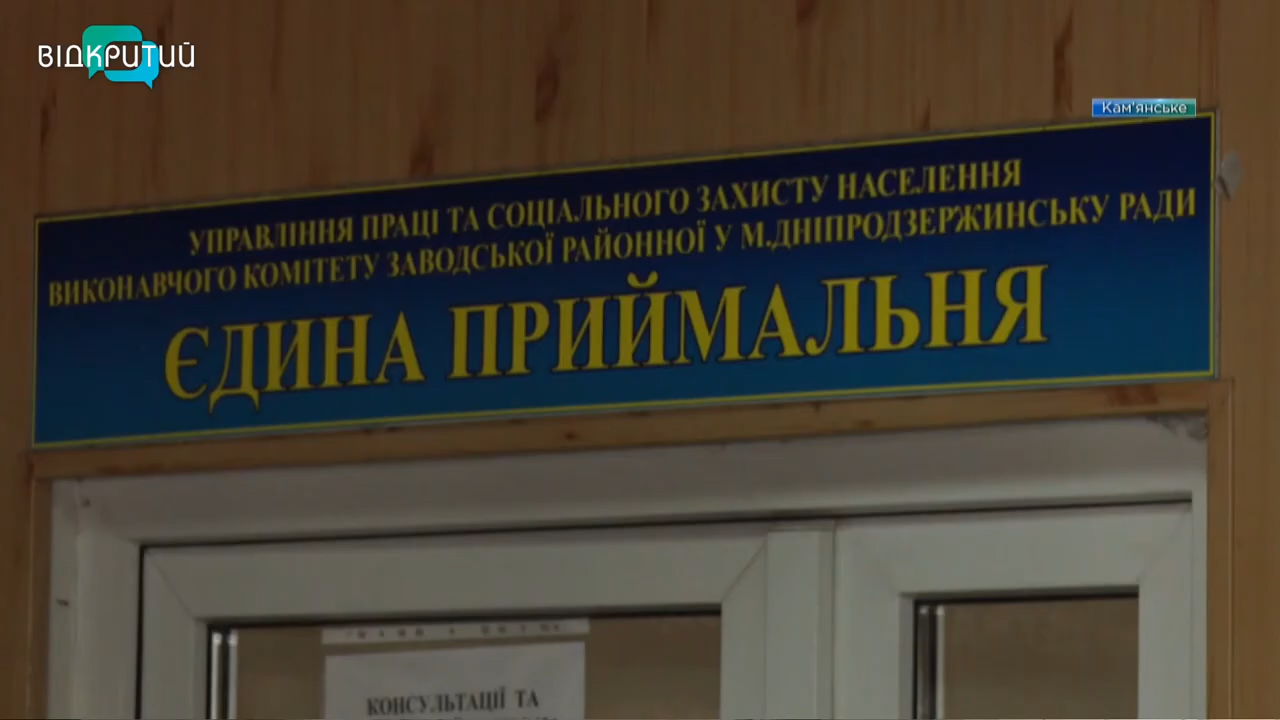 ВІДКРИТИЙ
Кам'янське
УПРАВЛІННЯ ПРАЦІ ТА СОЦІАЛЬНОГО ЗАХИСТУ НАСЕЛЕННЯ
ВИКОНАВЧОГО КОМІТЕТУ ЗАВОДСЬКОЇ РАЙОННОЇ У М.ДНІПРОДЗЕРЖИНСЬКУ РАДИ
ЄДИНА ПРИЙМАЛЬНЯ
КОНСУЛЬТАЦІЇ ТА